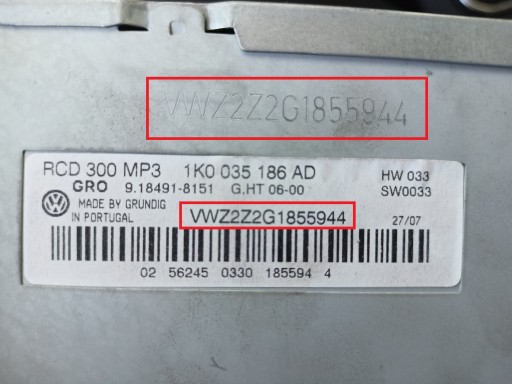 VWZ2Z2G1855944
RCD 300 MP3 1K0 035 186 AD HW 033
GRO 9.18491-8151 G.HT 06-00 SW0033
MADE BY GRUNDIG
IN PORTUGAL VWZ2Z2G1855944 27/07
02 56245 0330 185594 4